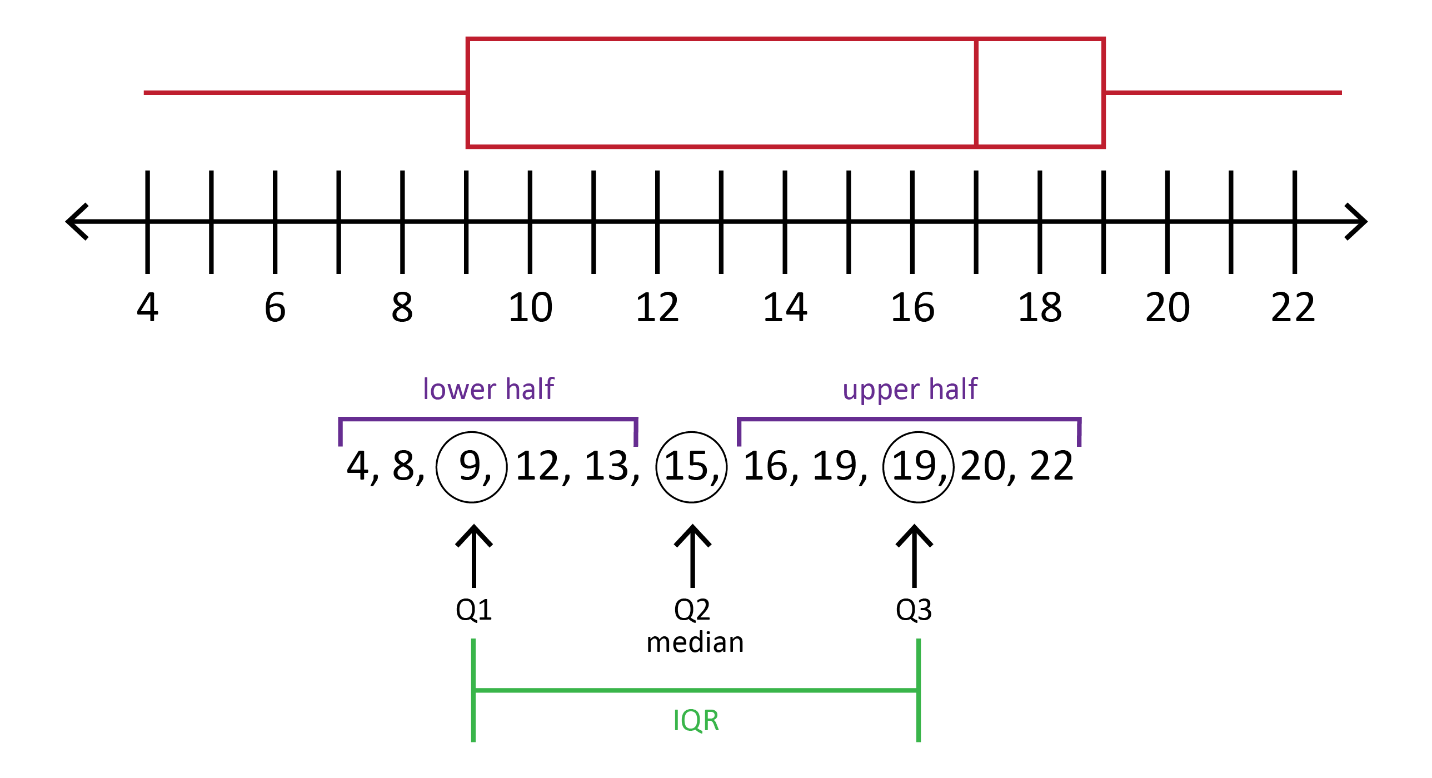 4 6 8 10 12 14 16 18 20 22
lower half upper half
4, 8, 9, 12, 13, 15, 16, 19, 19, 20, 22
Q1 Q2 Q3
median
IQR